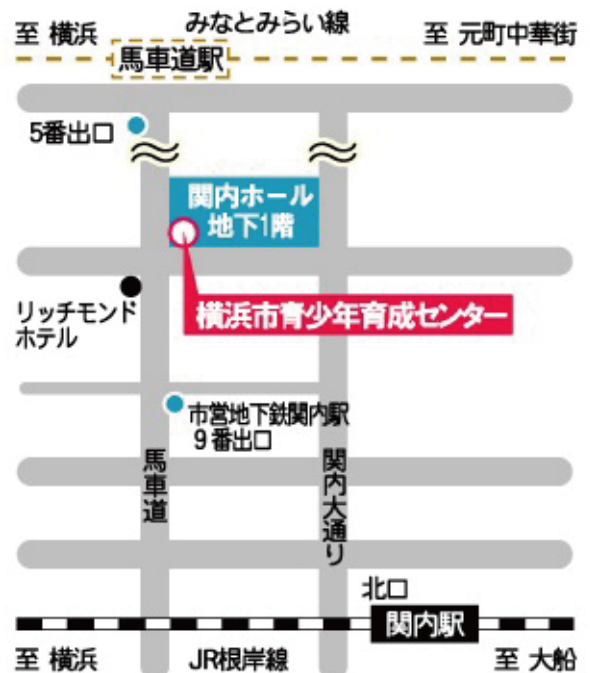 みなとみらい線
至 横浜
至 元町中華街
馬車道駅
5番出口
関内ホール
地下1階
横浜市青少年育成センター
リッチモンド
ホテル
市営地下鉄関内駅
9番出口
馬車道
関内大通り
北口
関内駅
至 横浜
JR根岸線
至 大船